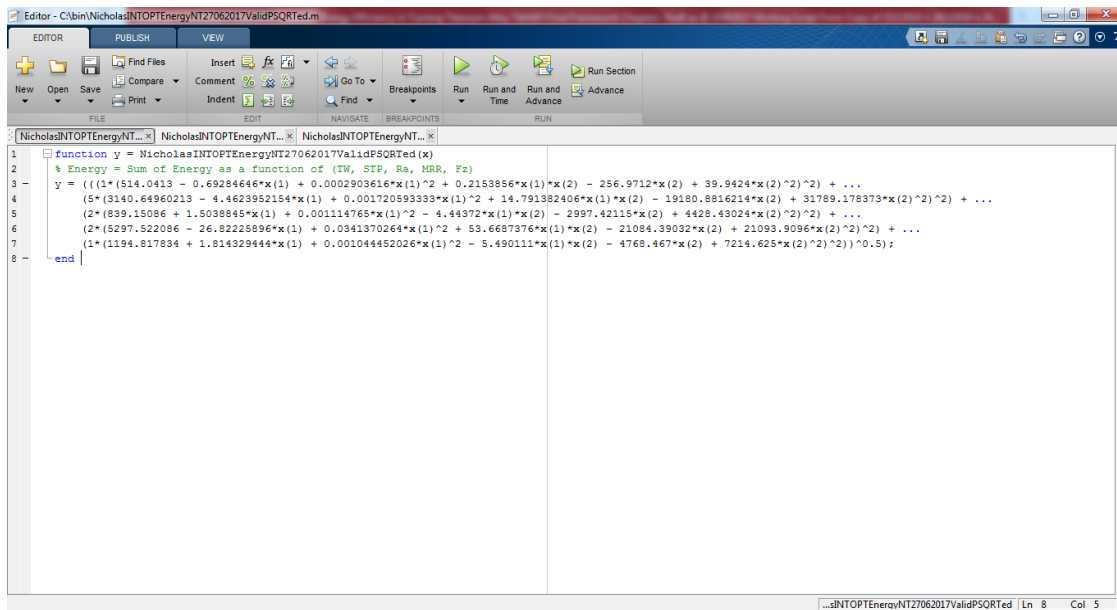 Editor - C:\bin\NicholasINTOPTEnergyNT27062017ValidPSQRTed.m
EDITOR PUBLISH VIEW
New Open Save Find Files Compare Print
Insert fx Comment % Indent
Go To Find
Breakpoints
Run Run and Time Run and Advance Run Section Advance
FILE EDIT NAVIGATE BREAKPOINTS RUN
NicholasINTOPTEnergyNT... × NicholasINTOPTEnergyNT... × NicholasINTOPTEnergyNT... ×
1 function y = NicholasINTOPTEnergyNT27062017ValidPSQRTed(x)
2 % Energy = Sum of Energy as a function of (TW, STP, Ra, MRR, Fz)
3 – y = (((1*(514.0413 - 0.69284646*x(1) + 0.0002903616*x(1)^2 + 0.2153856*x(1)*x(2) - 256.9712*x(2) + 39.9424*x(2)^2)^2) + ...
4 (5*(3140.64960213 - 4.4623952154*x(1) + 0.001720593333*x(1)^2 + 14.791382406*x(1)*x(2) - 19180.8816214*x(2) + 31789.178373*x(2)^2)^2) + ...
5 (2*(839.15086 + 1.5038845*x(1) + 0.001114765*x(1)^2 - 4.44372*x(1)*x(2) - 2997.42115*x(2) + 4428.43024*x(2)^2)^2) + ...
6 (2*(5297.522086 - 26.82225896*x(1) + 0.0341370264*x(1)^2 + 53.6687376*x(1)*x(2) - 21084.39032*x(2) + 21093.9096*x(2)^2)^2) + ...
7 (1*(1194.817834 + 1.814329444*x(1) + 0.001044452026*x(1)^2 - 5.490111*x(1)*x(2) - 4768.467*x(2) + 7214.625*x(2)^2)^2))^0.5);
8 – end
...sINTOPTEnergyNT27062017ValidPSQRTed Ln 8 Col 5